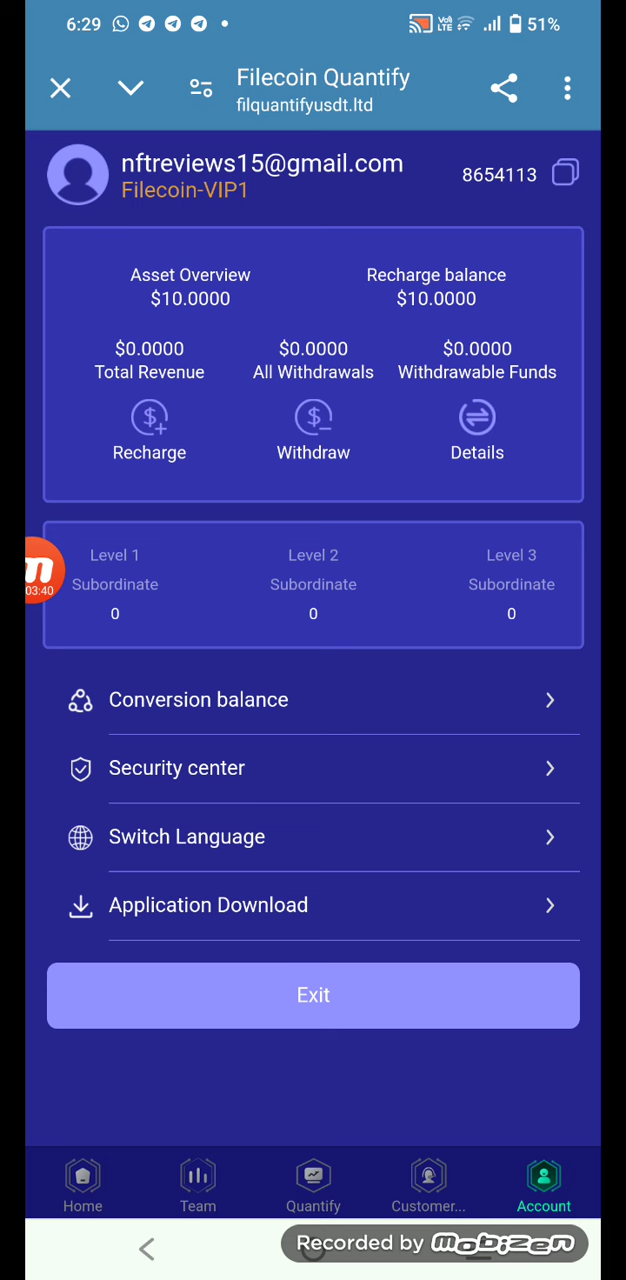 6:29 51%
Filecoin Quantify
filquantifyusdt.ltd
nftreviews15@gmail.com
Filecoin-VIP1
8654113
Asset Overview Recharge balance
$10.0000 $10.0000
$0.0000 $0.0000 $0.0000
Total Revenue All Withdrawals Withdrawable Funds
Recharge Withdraw Details
Level 1 Level 2 Level 3
Subordinate Subordinate Subordinate
0 0 0
03:40
Conversion balance
Security center
Switch Language
Application Download
Exit
Home Team Quantify Customer... Account
Recorded by mobizen